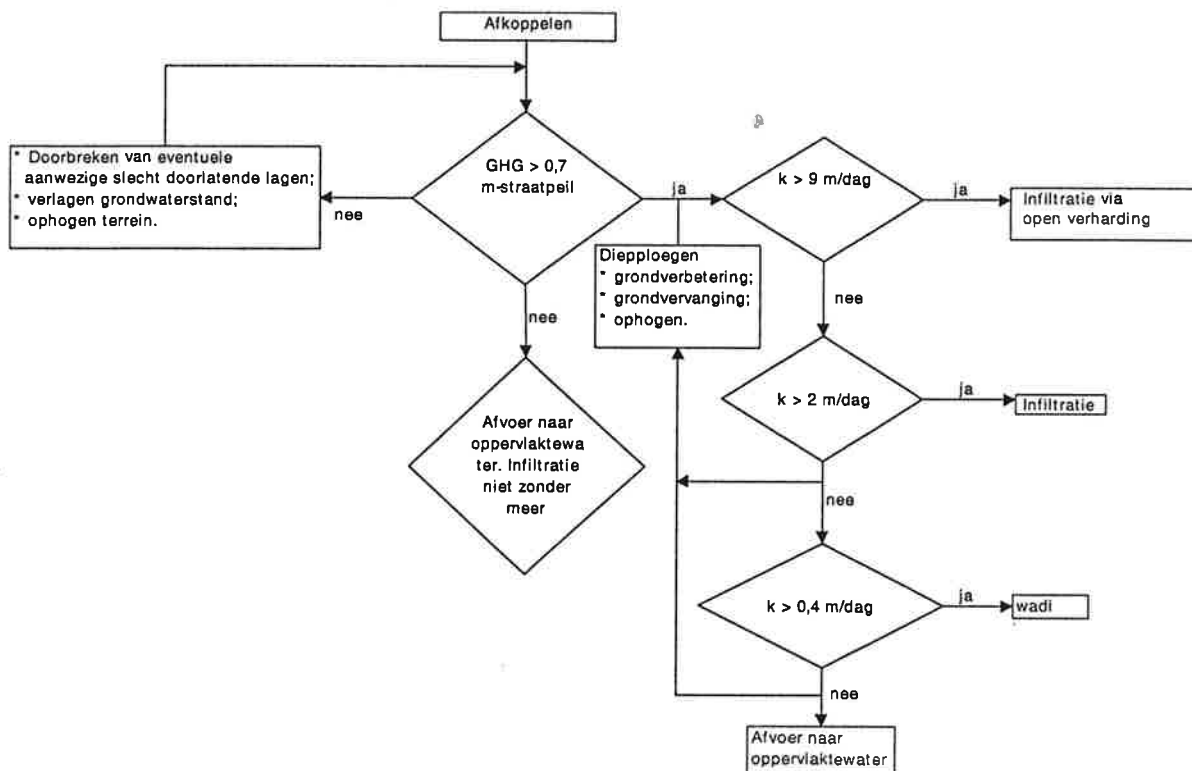 Afkoppelen
GHG > 0,7
m-straatpeil
* Doorbreken van eventuele
aanwezige slecht doorlatende lagen;
* verlagen grondwaterstand;
* ophogen terrein.
nee
ja
k > 9 m/dag
ja
Infiltratie via
open verharding
Diepploegen
* grondverbetering;
* grondvervanging;
* ophogen.
nee
nee
Afvoer naar
oppervlaktewa
ter. Infiltratie
niet zonder
meer
k > 2 m/dag
ja
Infiltratie
nee
k > 0,4 m/dag
ja
wadi
nee
Afvoer naar
oppervlaktewater